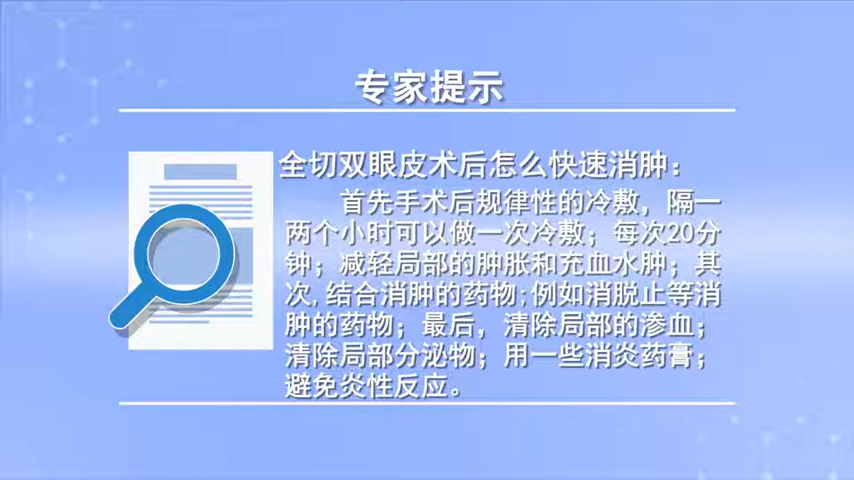 专家提示
全切双眼皮术后怎么快速消肿：
首先手术后规律性的冷敷，隔一
两个小时可以做一次冷敷；每次20分
钟；减轻局部的肿胀和充血水肿；其
次,结合消肿的药物;例如消脱止等消
肿的药物；最后，清除局部的渗血；
清除局部分泌物；用一些消炎药膏；
避免炎性反应。